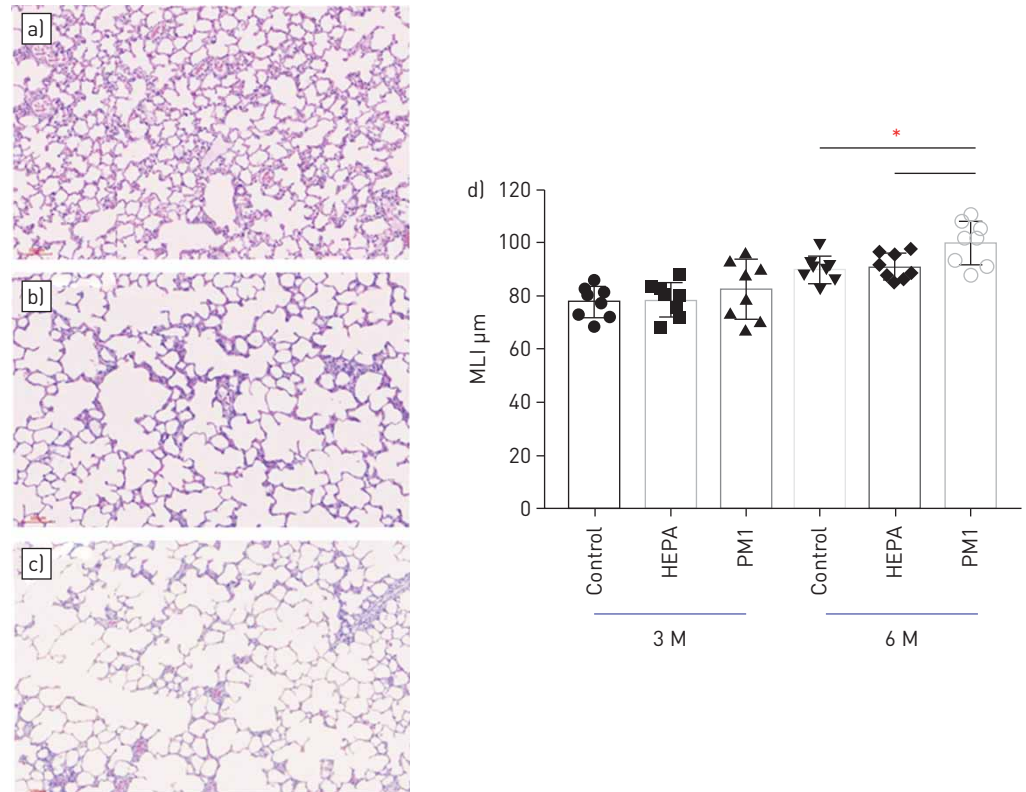 a)
b)
c)
*
d)
MLI µm
120
100
80
60
40
20
0
Control
HEPA
PM1
Control
HEPA
PM1
3 M
6 M